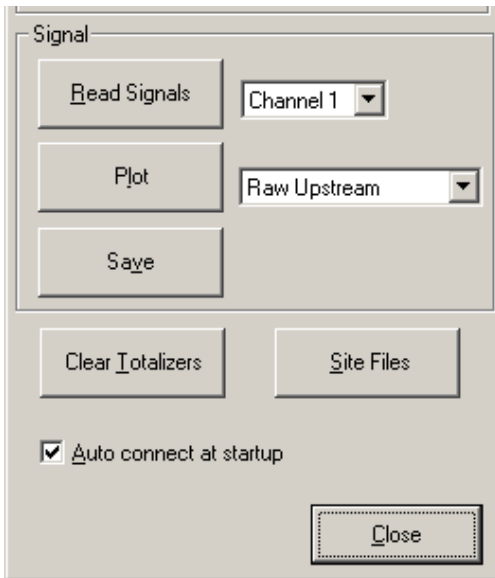 Signal
Read Signals
Channel 1
Plot
Raw Upstream
Save
Clear Totalizers
Site Files
Auto connect at startup
Close